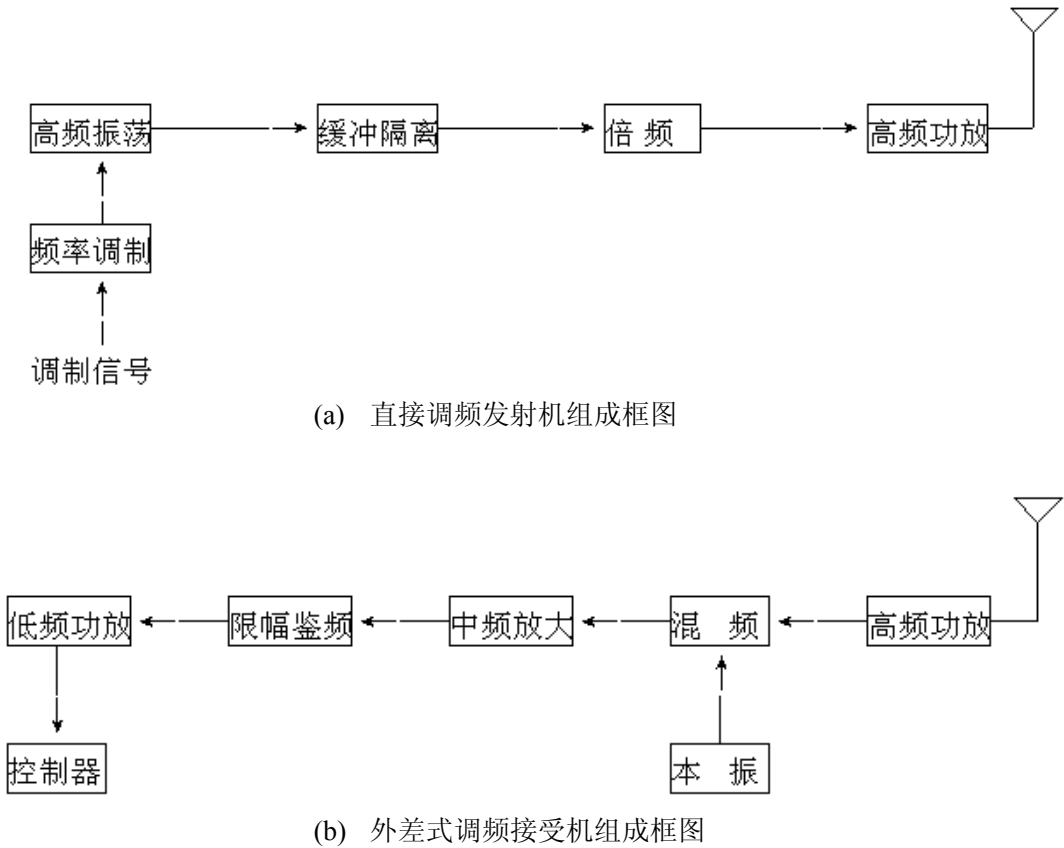 高频振荡 缓冲隔离 倍 频 高频功放
频率调制
调制信号
(a) 直接调频发射机组成框图
低频功放 限幅鉴频 中频放大 混 频 高频功放
控制器 本 振
(b) 外差式调频接受机组成框图